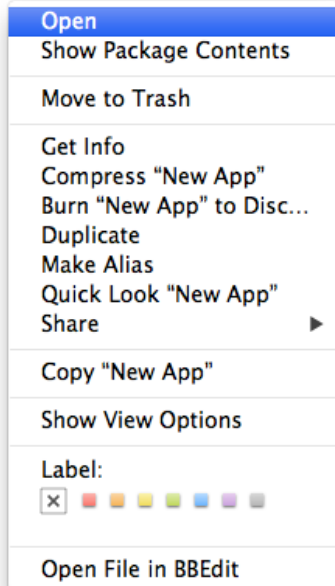 Open
Show Package Contents
Move to Trash
Get Info
Compress “New App”
Burn “New App” to Disc...
Duplicate
Make Alias
Quick Look “New App”
Share
Copy “New App”
Show View Options
Label:
Open File in BBEdit